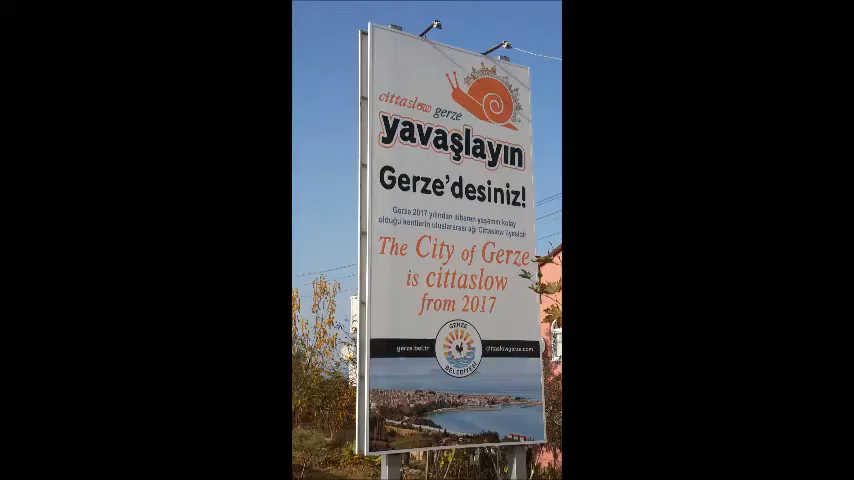 cittaslow gerze
yavaşlayın
Gerze'desiniz!
Gerze 2017 yılından itibaren yaşamın kolay
olduğu kentlerin uluslararası ağı Cittaslow üyesidir
The City of Gerze
is cittaslow
from 2017
GERZE
gerze.bel.tr
cittaslowgerze.com
BELEDİYESİ